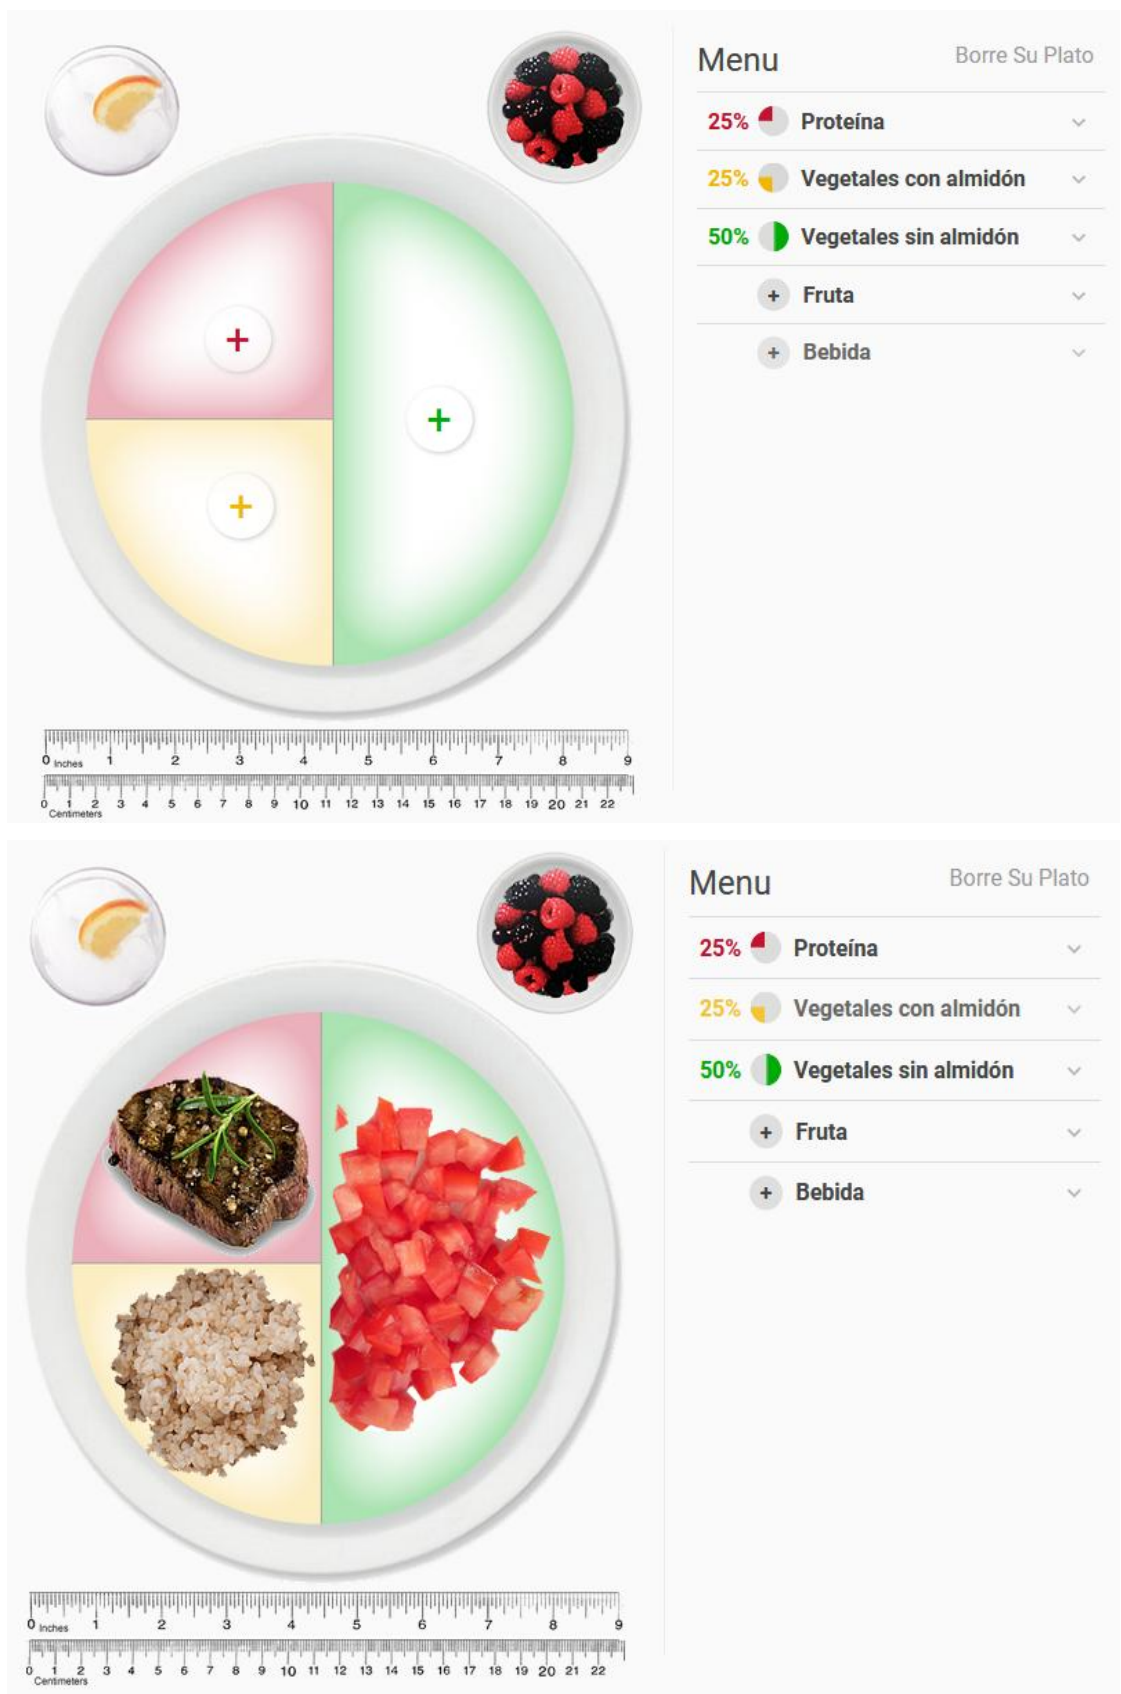 Menu Borre Su Plato
25% Proteína
25% Vegetales con almidón
50% Vegetales sin almidón
+ Fruta
+ Bebida
+
+
+
0 Inches 1 2 3 4 5 6 7 8 9
0 1 2 3 4 5 6 7 8 9 10 11 12 13 14 15 16 17 18 19 20 21 22
Centimeters
Menu Borre Su Plato
25% Proteína
25% Vegetales con almidón
50% Vegetales sin almidón
+ Fruta
+ Bebida
0 Inches 1 2 3 4 5 6 7 8 9
0 1 2 3 4 5 6 7 8 9 10 11 12 13 14 15 16 17 18 19 20 21 22
Centimeters